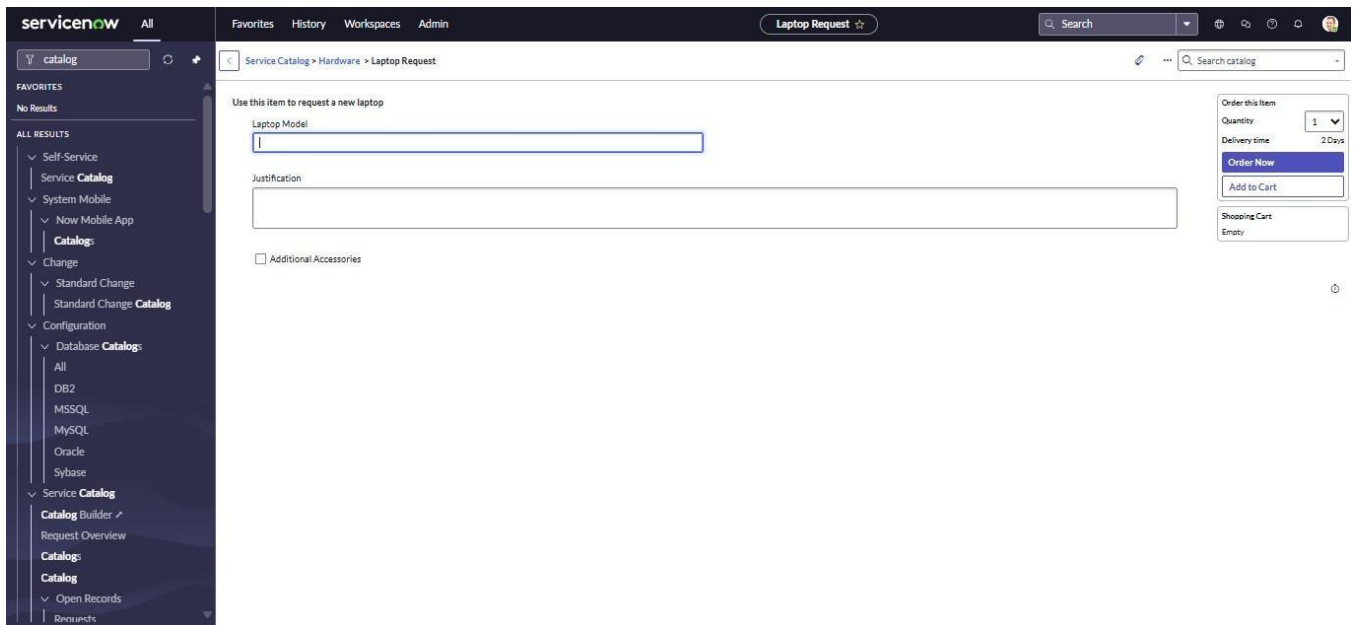 servicenow
All
Favorites
History
Workspaces
Admin
Laptop Request
Search
catalog
FAVORITES
No Results
ALL RESULTS
Self-Service
Service Catalog
System Mobile
Now Mobile App
Catalogs
Change
Standard Change
Standard Change Catalog
Configuration
Database Catalogs
All
DB2
MSSQL
MySQL
Oracle
Sybase
Service Catalog
Catalog Builder
Request Overview
Catalogs
Catalog
Open Records
Requests
Service Catalog > Hardware > Laptop Request
Search catalog
Use this item to request a new laptop
Laptop Model
Justification
Additional Accessories
Order this Item
Quantity 1
Delivery time 2 Days
Order Now
Add to Cart
Shopping Cart
Empty